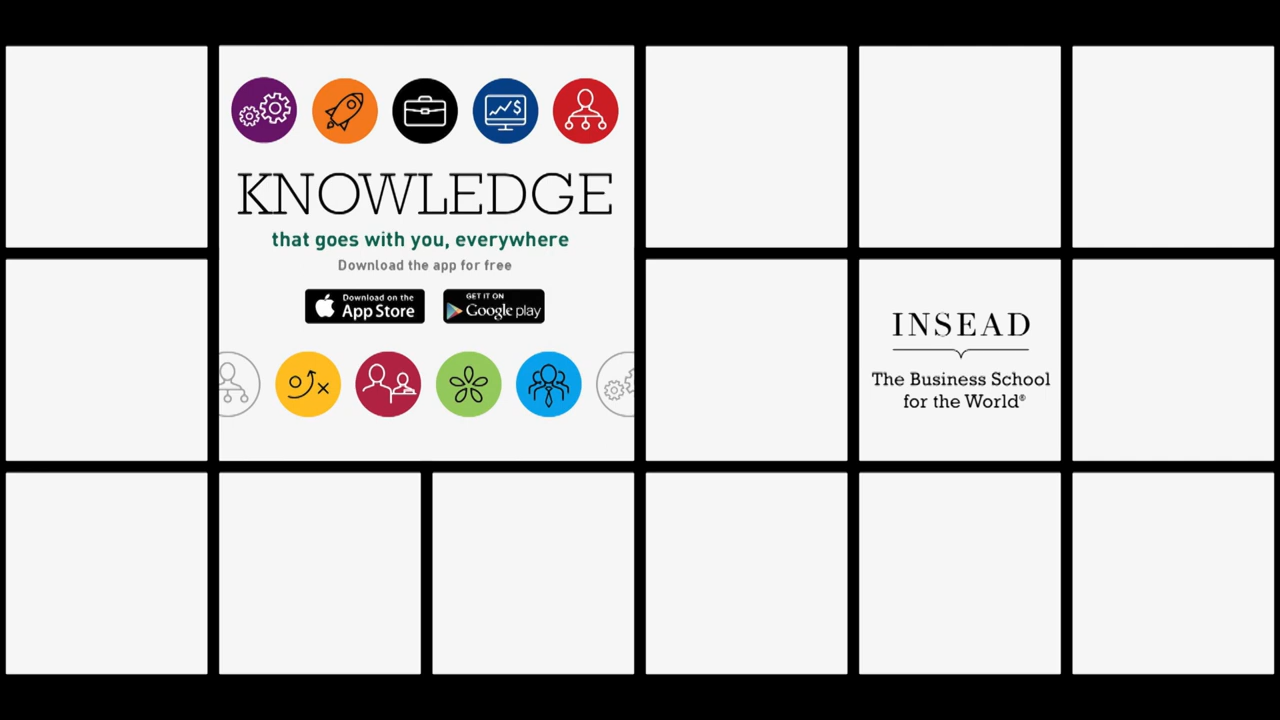 KNOWLEDGE
that goes with you, everywhere
Download the app for free
Download on the
App Store
GET IT ON
Google play
INSEAD
The Business School
for the World®